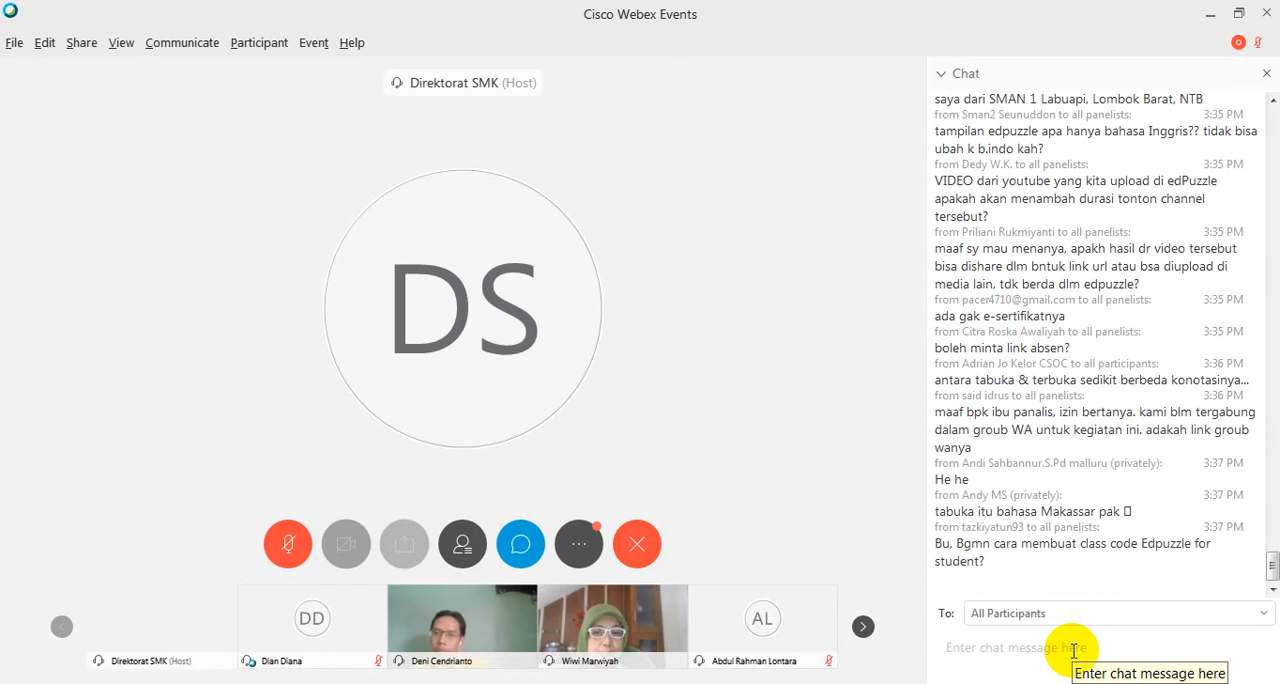 Cisco Webex Events
File Edit Share View Communicate Participant Event Help
Direktorat SMK (Host)
DS
DD
AL
Direktorat SMK (Host)
Dian Diana
Deni Cendrianto
Wiwi Marwiyah
Abdul Rahman Lontara
Chat
saya dari SMAN 1 Labuapi, Lombok Barat, NTB
from Sman2 Seunuddon to all panelists: 3:35 PM
tampilan edpuzzle apa hanya bahasa Inggris?? tidak bisa
ubah k b.indo kah?
from Dedy W.K. to all panelists: 3:35 PM
VIDEO dari youtube yang kita upload di edPuzzle
apakah akan menambah durasi tonton channel
tersebut?
from Priliani Rukmiyanti to all panelists: 3:35 PM
maaf sy mau menanya, apakh hasil dr video tersebut
bisa dishare dlm bntuk link url atau bsa diupload di
media lain, tdk berda dlm edpuzzle?
from pacer4710@gmail.com to all panelists: 3:35 PM
ada gak e-sertifikatnya
from Citra Roska Awaliyah to all panelists: 3:35 PM
boleh minta link absen?
from Adrian Jo Kelor CSOC to all participants: 3:36 PM
antara tabuka & terbuka sedikit berbeda konotasinya...
from said idrus to all panelists: 3:36 PM
maaf bpk ibu panalis, izin bertanya. kami blm tergabung
dalam groub WA untuk kegiatan ini. adakah link groub
wanya
from Andi Sahbannur.S.Pd malluru (privately): 3:37 PM
He he
from Andy MS (privately): 3:37 PM
tabuka itu bahasa Makassar pak
from tazkiyatun93 to all panelists: 3:37 PM
Bu, Bgmn cara membuat class code Edpuzzle for
student?
To: All Participants
Enter chat message here
Enter chat message here